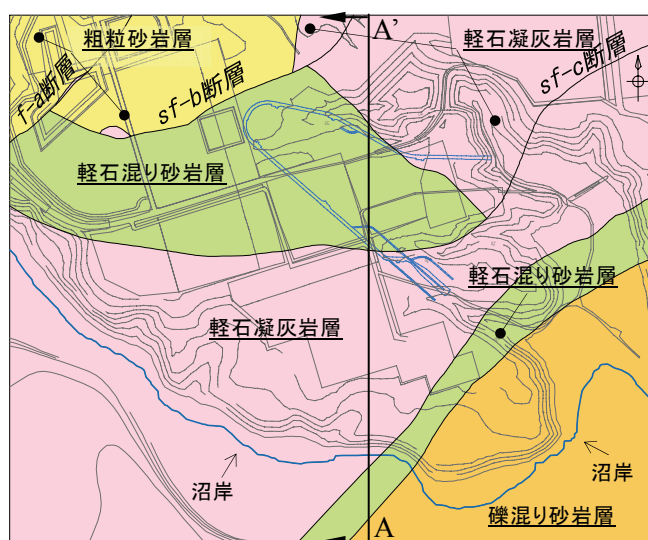 A'
粗粒砂岩層
軽石凝灰岩層
f-a断層
sf-b断層
sf-c断層
軽石混り砂岩層
軽石混り砂岩層
軽石凝灰岩層
沼岸
沼岸
礫混り砂岩層
A